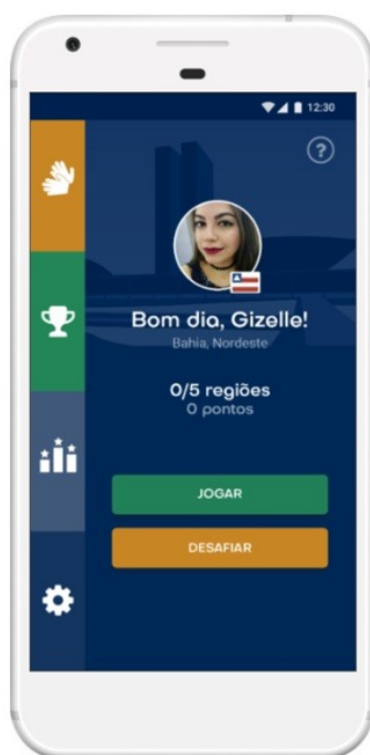 12:30
?
Bom dia, Gizelle!
Bahia, Nordeste
0/5 regiões
0 pontos
JOGAR
DESAFIAR